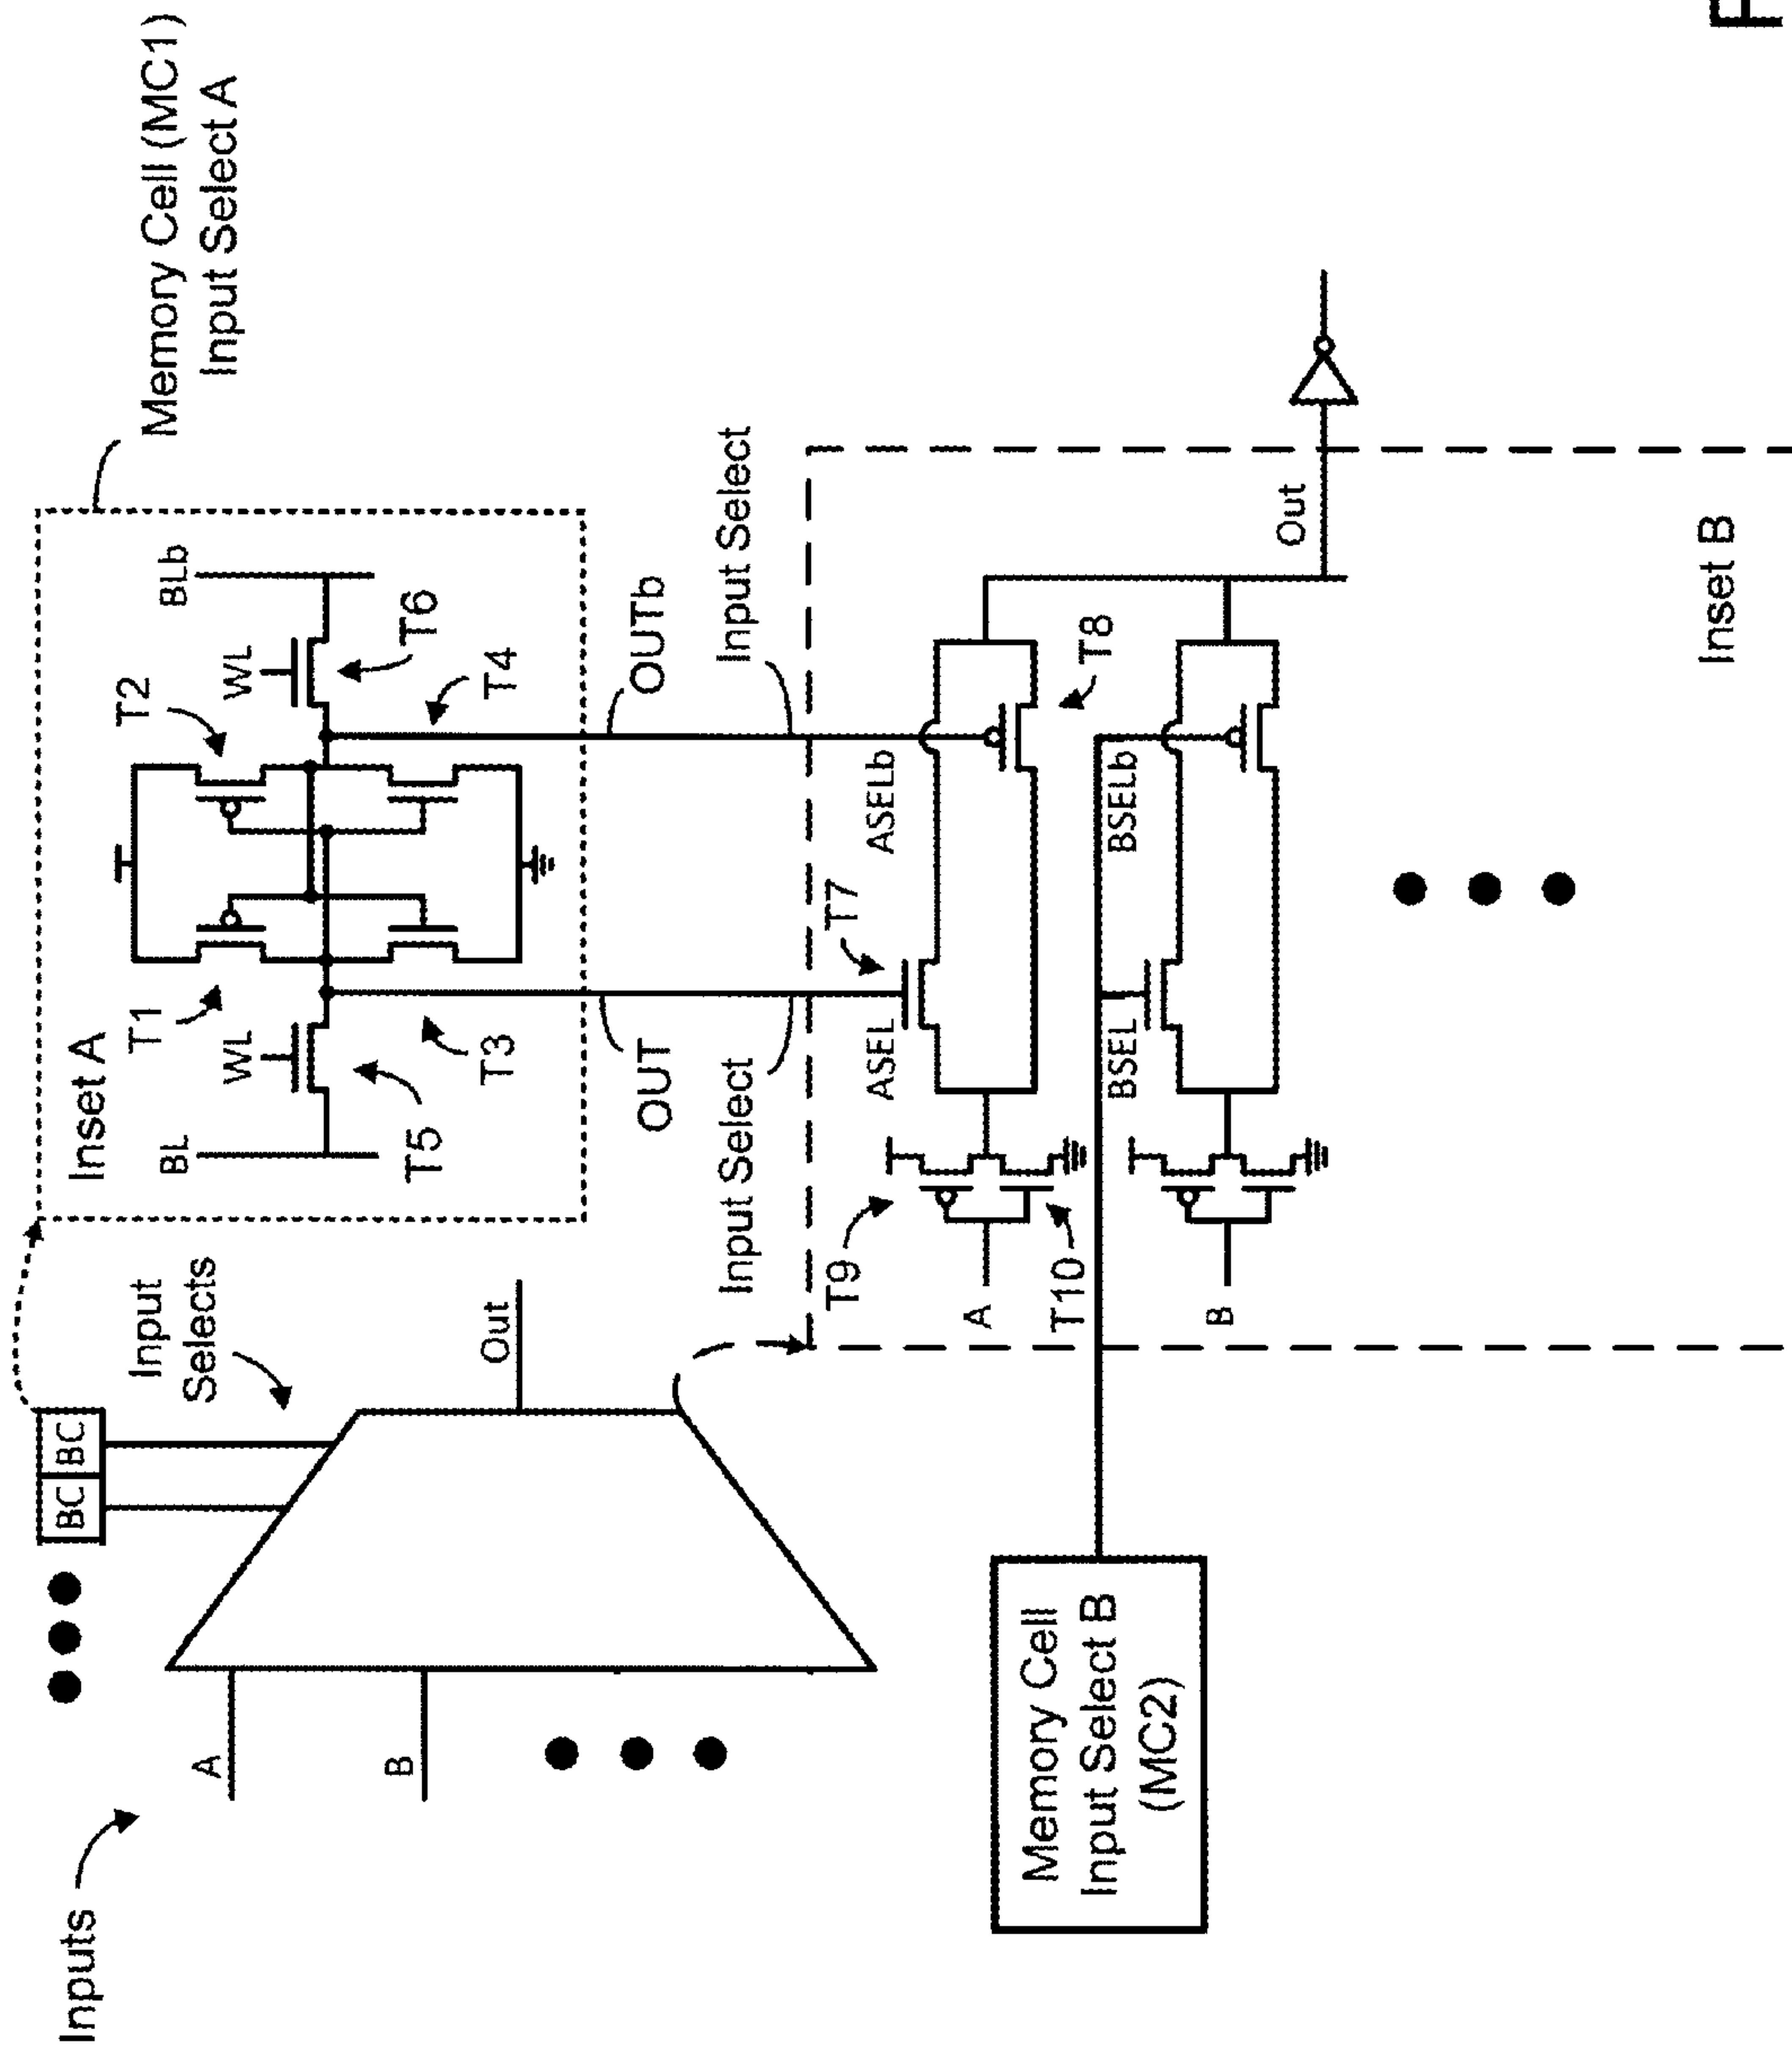 Inputs
A
B
BC
BC
Input
Selects
Out
Inset A
Memory Cell (MC1)
Input Select A
BL
WL
T5
T1
T3
T2
T4
WL
T6
BLb
OUT
OUTb
Input Select
Input Select
Memory Cell
Input Select B
(MC2)
A
T9
T10
ASEL
T7
ASELb
T8
B
BSEL
BSELb
Out
Inset B